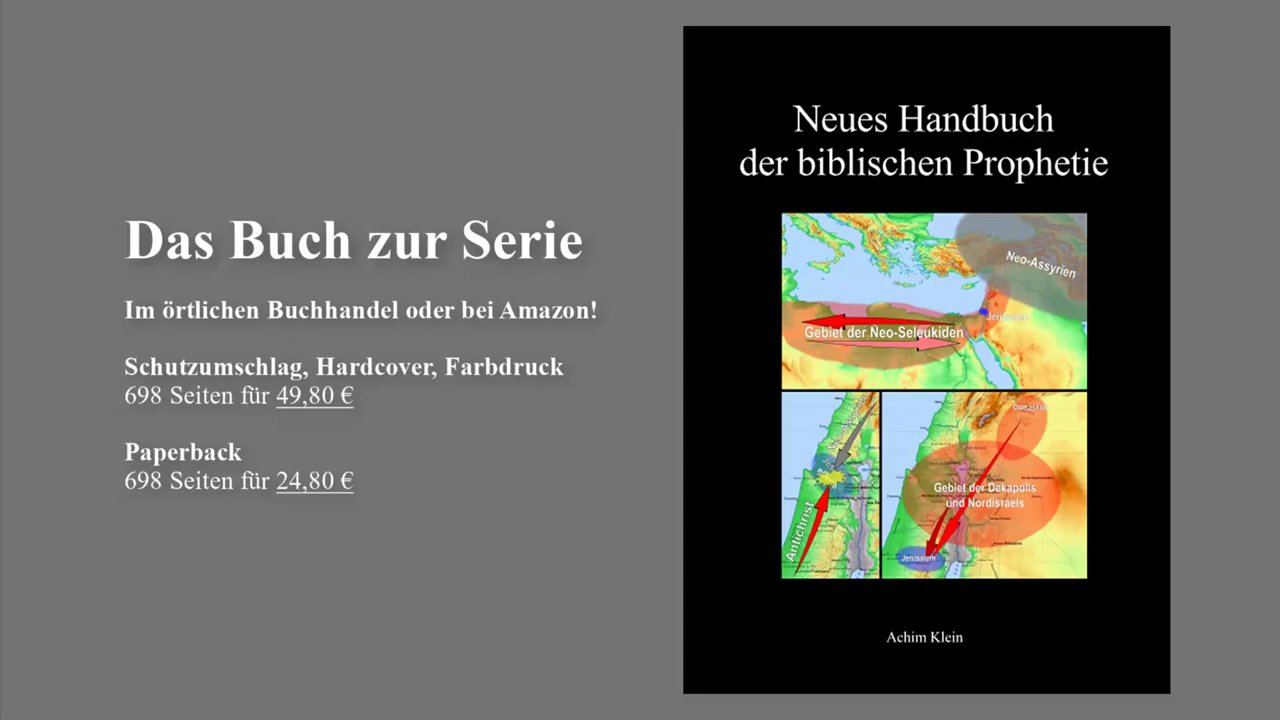 Das Buch zur Serie
Im örtlichen Buchhandel oder bei Amazon!
Schutzumschlag, Hardcover, Farbdruck
698 Seiten für 49,80 €
Paperback
698 Seiten für 24,80 €
Neues Handbuch
der biblischen Prophetie
Neo-Assyrien
Jerusalem
Gebiet der Neo-Seleukiden
Damaskus
Gebiet der Dekapolis
und Nordisraels
Antichrist
Jerusalem
Achim Klein